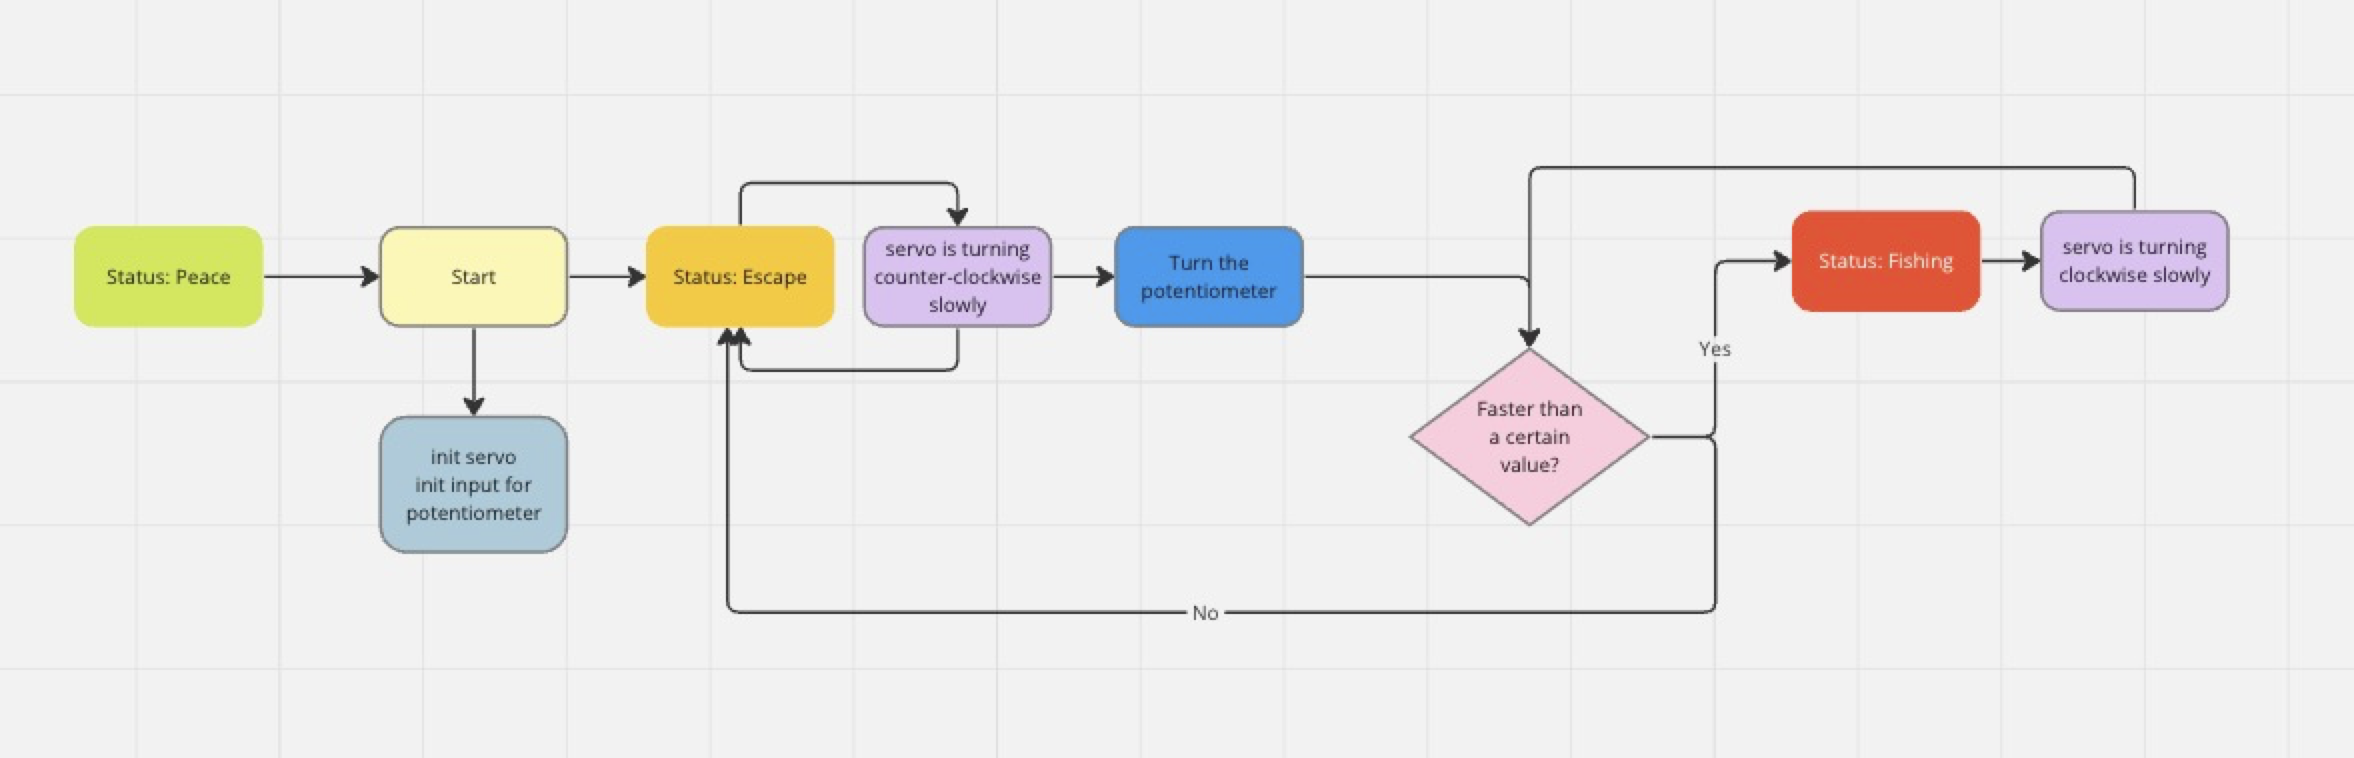 Status: Peace
Start
init servo
init input for
potentiometer
Status: Escape
servo is turning
counter-clockwise
slowly
Turn the
potentiometer
Faster than
a certain
value?
Yes
No
Status: Fishing
servo is turning
clockwise slowly